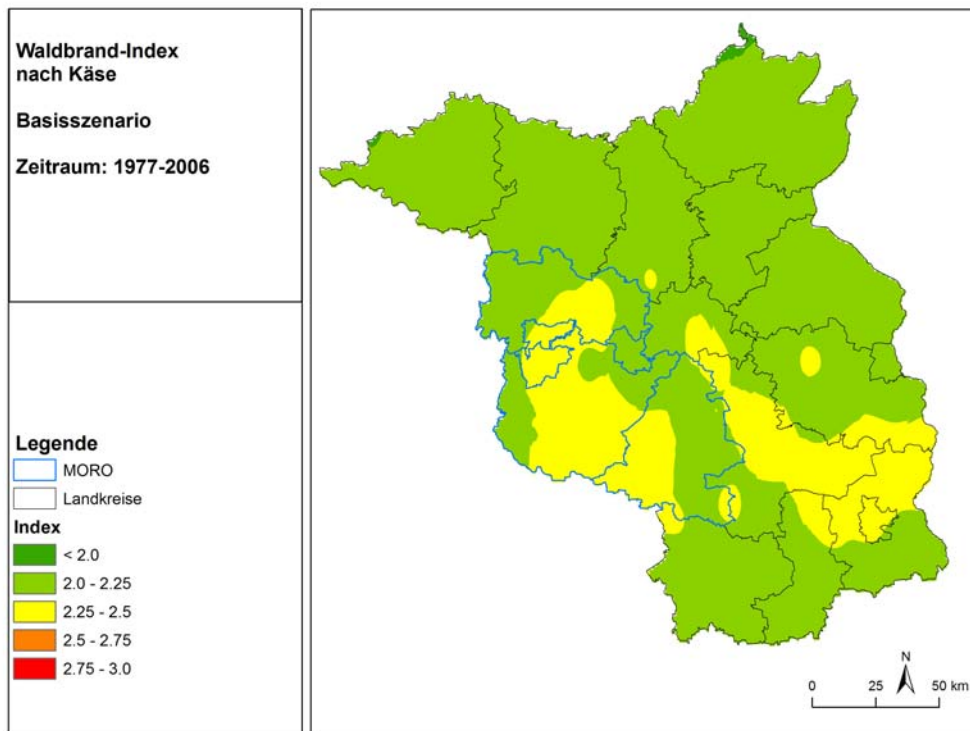 Waldbrand-Index
nach Käse
Basisszenario
Zeitraum: 1977-2006
Legende
MORO
Landkreise
Index
< 2.0
2.0 - 2.25
2.25 - 2.5
2.5 - 2.75
2.75 - 3.0
N
0 25 50 km